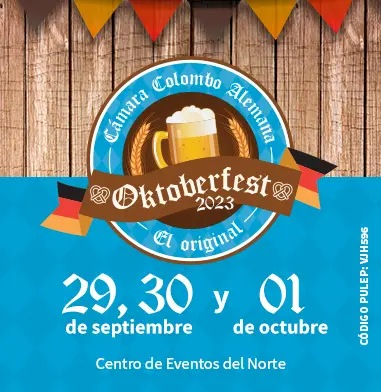 Cámara Colombo Alemana
Oktoberfest
2023
El original
29, 30 y 01
de septiembre de octubre
Centro de Eventos del Norte
CÓDIGO PULEP: VJH596